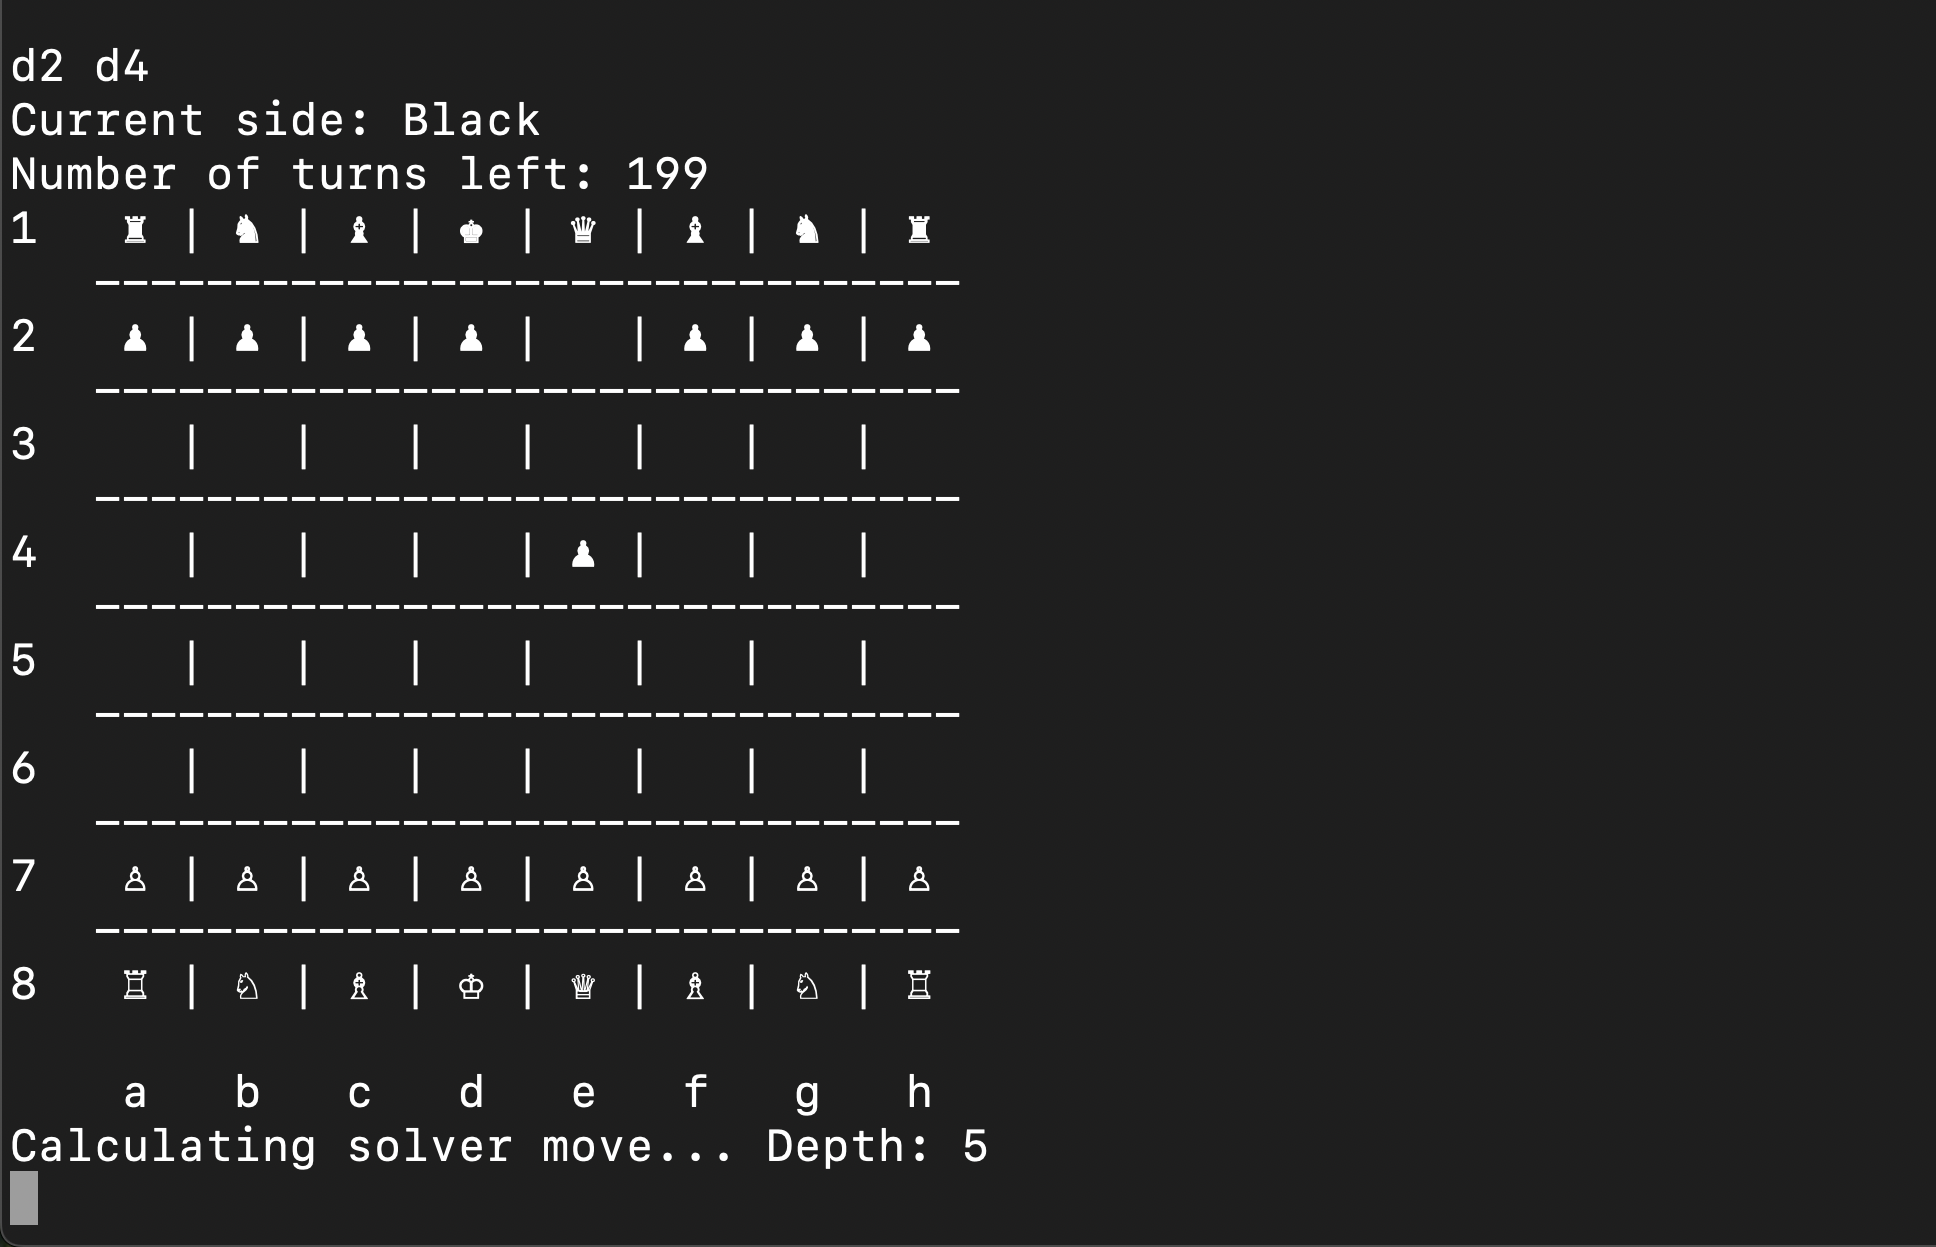 d2 d4
Current side: Black
Number of turns left: 199
1 ♜ | ♞ | ♝ | ♚ | ♛ | ♝ | ♞ | ♜
-------------------------------
2 ♟ | ♟ | ♟ | ♟ |   | ♟ | ♟ | ♟
-------------------------------
3   |   |   |   |   |   |   |
-------------------------------
4   |   |   |   | ♟ |   |   |
-------------------------------
5   |   |   |   |   |   |   |
-------------------------------
6   |   |   |   |   |   |   |
-------------------------------
7 ♙ | ♙ | ♙ | ♙ | ♙ | ♙ | ♙ | ♙
-------------------------------
8 ♖ | ♘ | ♗ | ♔ | ♕ | ♗ | ♘ | ♖
a b c d e f g h
Calculating solver move... Depth: 5